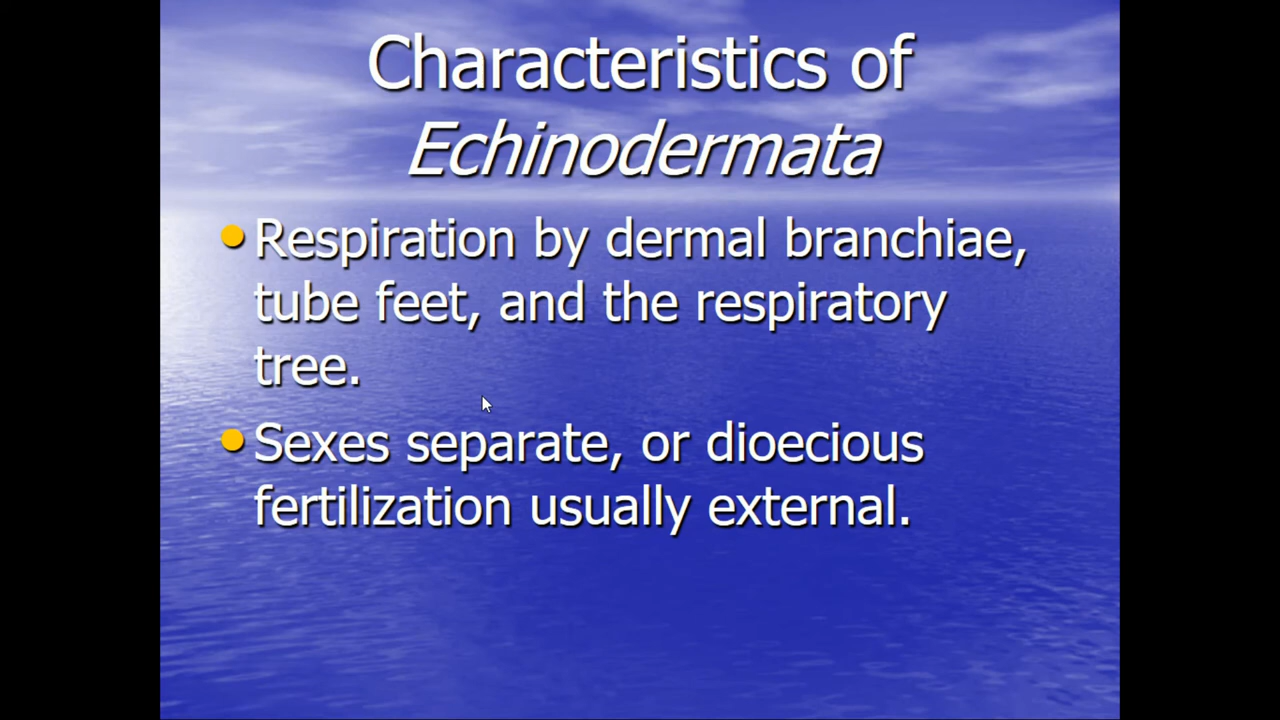 Characteristics of
Echinodermata
Respiration by dermal branchiae,
tube feet, and the respiratory
tree.
Sexes separate, or dioecious
fertilization usually external.